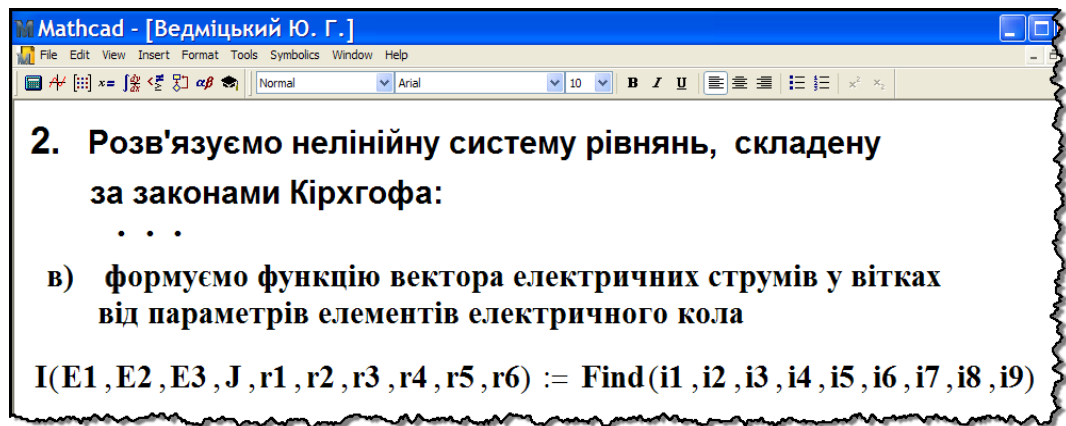 Mathcad - [Ведміцький Ю. Г.]
File Edit View Insert Format Tools Symbolics Window Help
Normal Arial 10 B I U
2. Розв'язуємо нелінійну систему рівнянь, складену
за законами Кірхгофа:
. . .
в) формуємо функцію вектора електричних струмів у вітках
від параметрів елементів електричного кола
I(E1 , E2 , E3 , J , r1 , r2 , r3 , r4 , r5 , r6) := Find(i1 , i2 , i3 , i4 , i5 , i6 , i7 , i8 , i9)